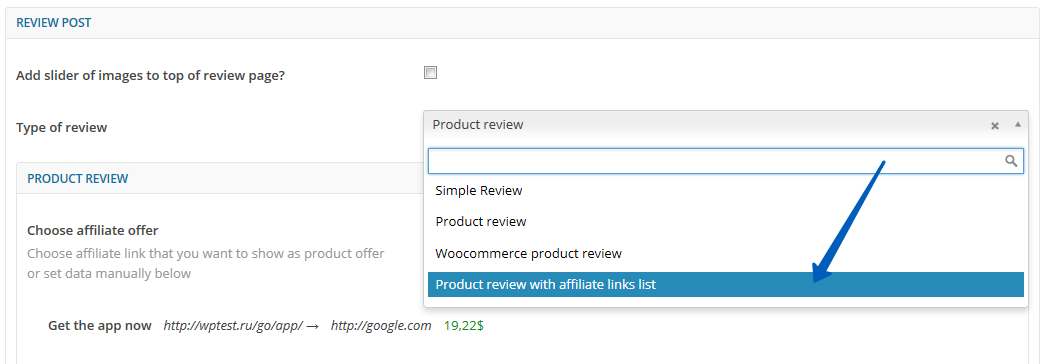 REVIEW POST
Add slider of images to top of review page?
Type of review
Product review
Simple Review
Product review
Woocommerce product review
Product review with affiliate links list
PRODUCT REVIEW
Choose affiliate offer
Choose affiliate link that you want to show as product offer
or set data manually below
Get the app now http://wptest.ru/go/app/ → http://google.com 19,22$